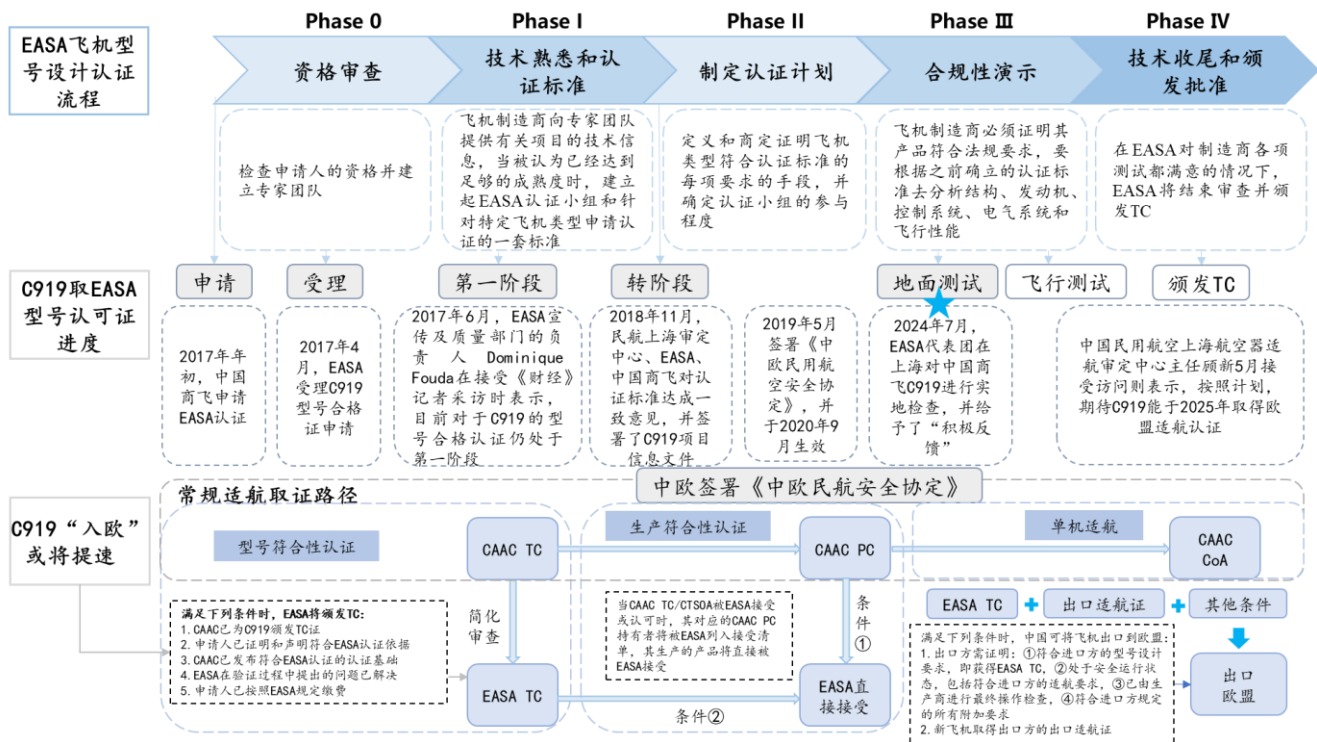 Phase 0
Phase I
Phase II
Phase III
Phase IV
EASA飞机型
号设计认证
流程
资格审查
技术熟悉和认
证标准
制定认证计划
合规性演示
技术收尾和颁
发批准
检查申请人的资格并建
立专家团队
飞机制造商向专家团队
提供有关项目的技术信
息，当被认为已经达到
足够的成熟度时，建立
起EASA认证小组和针
对特定飞机类型申请认
证的一套标准
定义和商定证明飞机
类型符合认证标准的
每项要求的手段，并
确定认证小组的参与
程度
飞机制造商必须证明其
产品符合法规要求，要
根据之前确立的认证标
准去分析结构、发动机、
控制系统、电气系统和
飞行性能
在EASA对制造商各项
测试都满意的情况下，
EASA将结束审查并颁
发TC
C919取EASA
型号认可证
进度
申请
受理
第一阶段
转阶段
地面测试
飞行测试
颁发TC
2017年年
初，中国
商飞申请
EASA认证
2017年4
月，EASA
受理C919
型号合格
证申请
2017年6月，EASA宣
传及质量部门的负
责人 Dominique
Fouda在接受《财经》
记者采访时表示，
目前对于C919的型
号合格认证仍处于
第一阶段
2018年11月，
民航上海审定
中心、EASA、
中国商飞对认
证标准达成一
致意见，并签
署了C919项目
信息文件
2019年5月
签署《中
欧民用航
空安全协
定》，并
于2020年9
月生效
2024年7月，
EASA代表团在
上海对中国商
飞C919进行实
地检查，并给
予了“积极反
馈”
中国民用航空上海航空器适
航审定中心主任顾新5月接
受访问则表示，按照计划，
期待C919能于2025年取得欧
盟适航认证
C919“入欧”
或将提速
常规适航取证路径
中欧签署《中欧民航安全协定》
型号符合性认证
CAAC TC
生产符合性认证
CAAC PC
单机适航
CAAC
CoA
满足下列条件时，EASA将颁发TC：
1. CAAC已为C919颁发TC证
2. 申请人已证明和声明符合EASA认证依据
3. CAAC已发布符合EASA认证的认证基础
4. EASA在验证过程中提出的问题已解决
5. 申请人已按照EASA规定缴费
简化
审查
当CAAC TC/CTSOA被EASA接受
或认可时，其对应的CAAC PC
持有者将被EASA列入接受清
单，其生产的产品将直接被
EASA接受
条
件
①
EASA TC
条件②
EASA直
接接受
EASA TC
出口适航证
其他条件
满足下列条件时，中国可将飞机出口到欧盟：
1. 出口方需证明：①符合进口方的型号设计
要求，即获得EASA TC，②处于安全运行状
态，包括符合进口方的适航要求，③已由生
产商进行最终操作检查，④符合进口方规定
的所有附加要求
2. 新飞机取得出口方的出口适航证
出口
欧盟